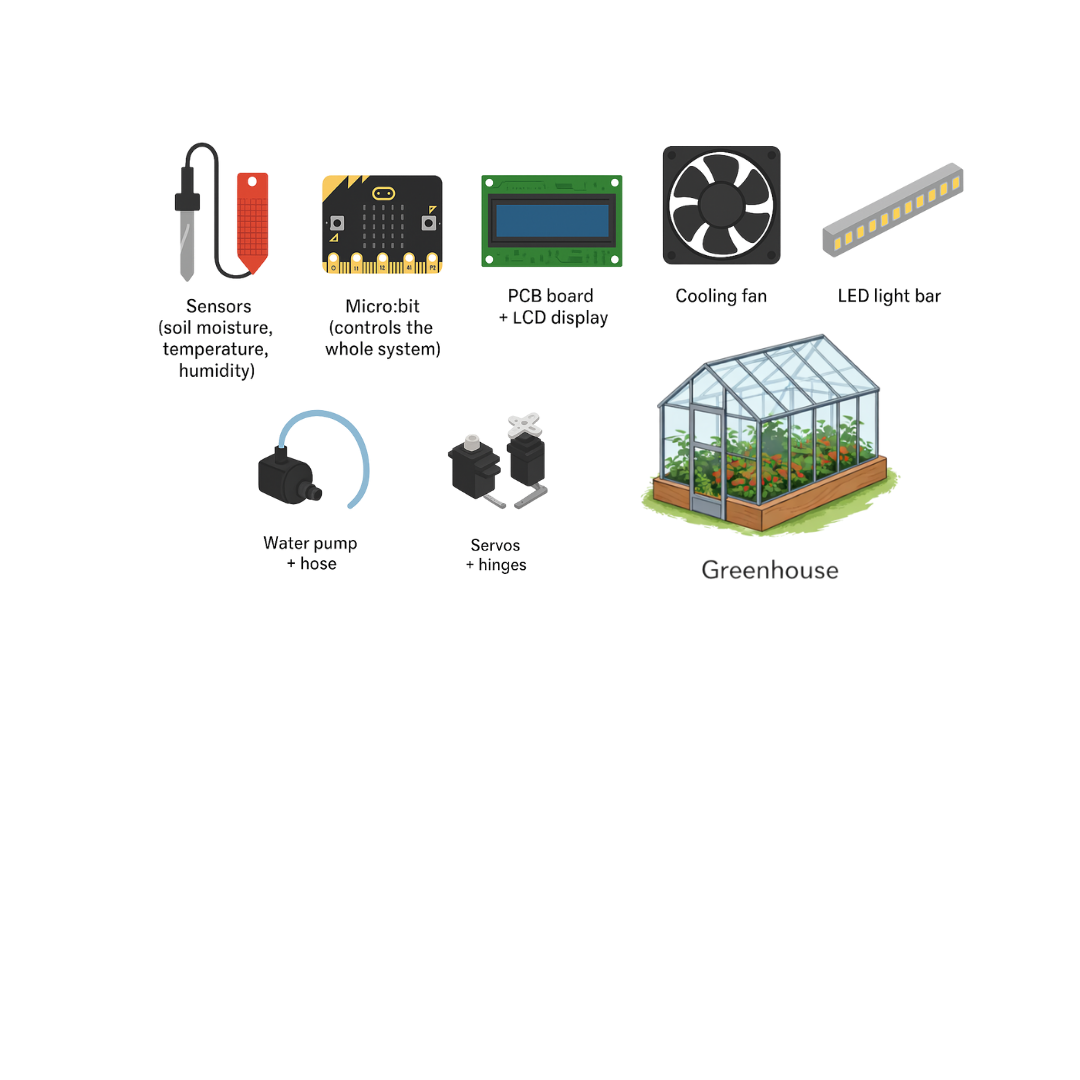 Sensors
(soil moisture,
temperature,
humidity)
Micro:bit
(controls the
whole system)
PCB board
+ LCD display
Cooling fan
LED light bar
Water pump
+ hose
Servos
+ hinges
Greenhouse